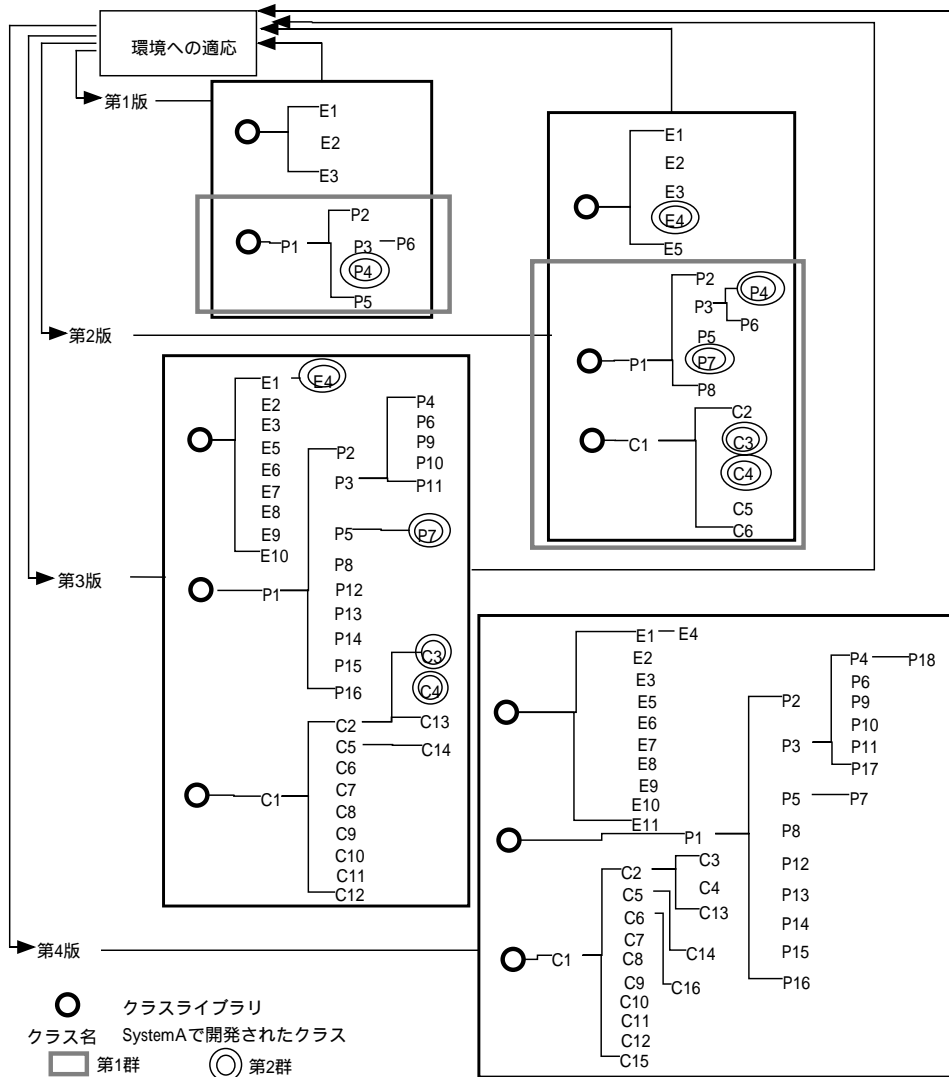 環境への適応
第1版
E1
E2
E3
P1
P2
P3
P6
P4
P5
第2版
E1
E2
E3
E4
E5
P1
P2
P3
P4
P6
P5
P7
P8
C1
C2
C3
C4
C5
C6
第3版
E1
E4
E2
E3
E5
E6
E7
E8
E9
E10
P1
P2
P3
P4
P6
P9
P10
P11
P5
P7
P8
P12
P13
P14
P15
P16
C1
C2
C3
C4
C13
C5
C14
C6
C7
C8
C9
C10
C11
C12
第4版
E1
E4
E2
E3
E5
E6
E7
E8
E9
E10
E11
P1
P2
P3
P4
P18
P6
P9
P10
P11
P17
P5
P7
P8
P12
P13
P14
P15
P16
C1
C2
C3
C4
C13
C5
C14
C6
C16
C7
C8
C9
C10
C11
C12
C15
クラスライブラリ
クラス名 SystemAで開発されたクラス
第1群
第2群